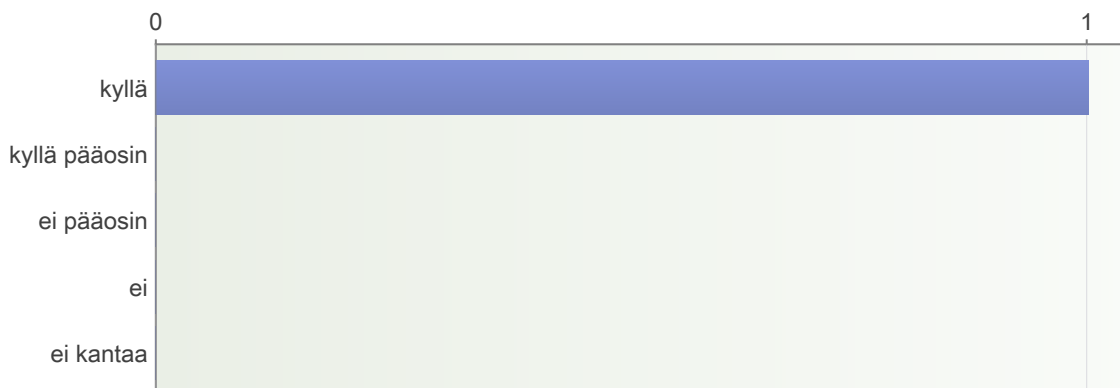 0 1
kyllä
kyllä pääosin
ei pääosin
ei
ei kantaa